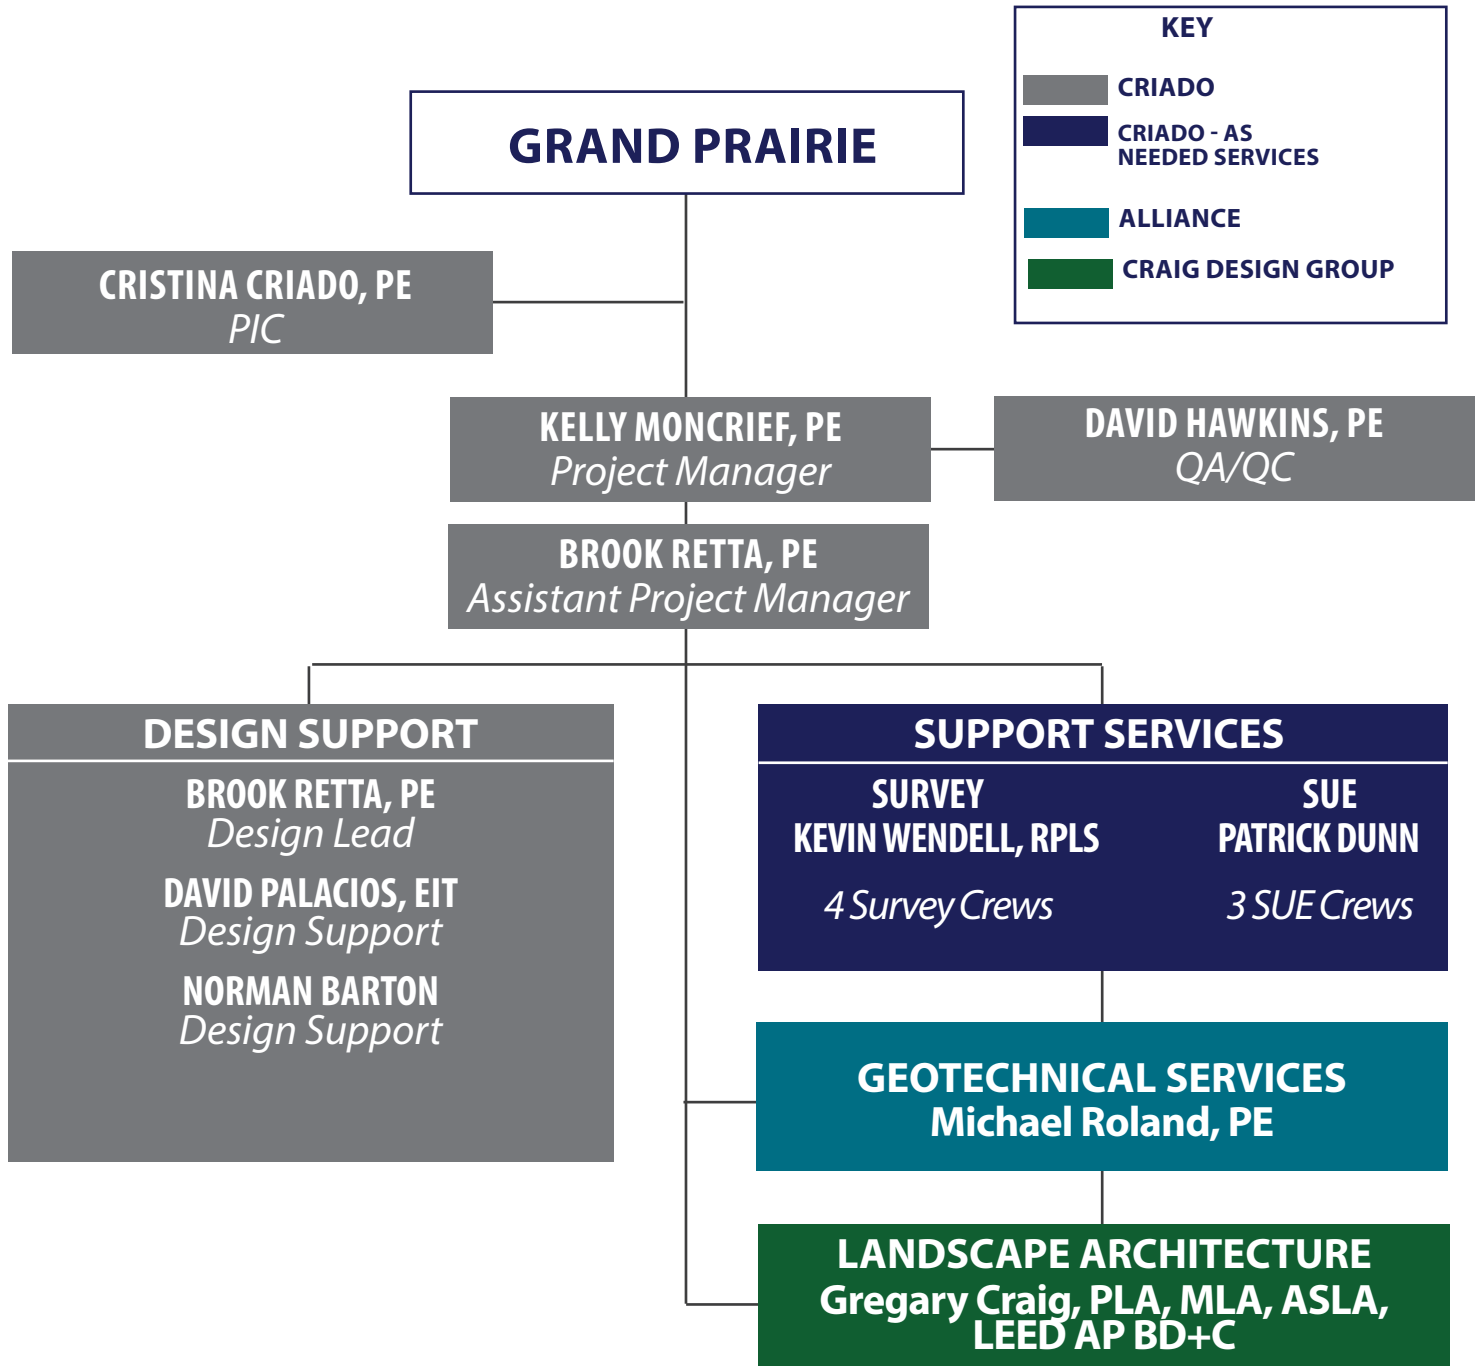 KEY
CRIADO
CRIADO - AS
NEEDED SERVICES
ALLIANCE
CRAIG DESIGN GROUP
GRAND PRAIRIE
CRISTINA CRIADO, PE
PIC
KELLY MONCRIEF, PE
Project Manager
DAVID HAWKINS, PE
QA/QC
BROOK RETTA, PE
Assistant Project Manager
DESIGN SUPPORT
BROOK RETTA, PE
Design Lead
DAVID PALACIOS, EIT
Design Support
NORMAN BARTON
Design Support
SUPPORT SERVICES
SURVEY
KEVIN WENDELL, RPLS
4 Survey Crews
SUE
PATRICK DUNN
3 SUE Crews
GEOTECHNICAL SERVICES
Michael Roland, PE
LANDSCAPE ARCHITECTURE
Gregary Craig, PLA, MLA, ASLA,
LEED AP BD+C